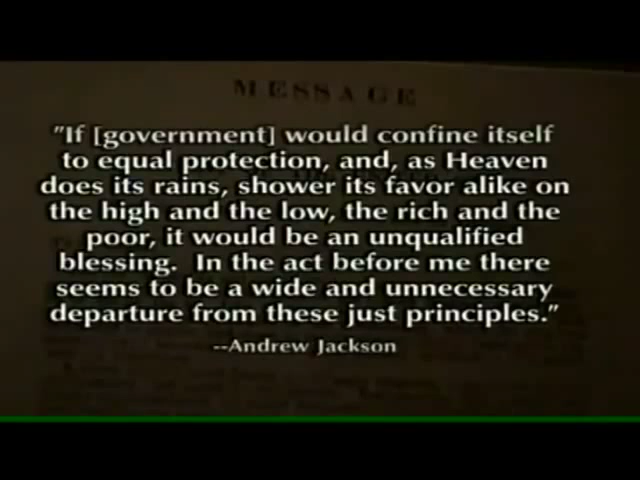 MESSAGE
"If [government] would confine itself
to equal protection, and, as Heaven
does its rains, shower its favor alike on
the high and the low, the rich and the
poor, it would be an unqualified
blessing.  In the act before me there
seems to be a wide and unnecessary
departure from these just principles."
--Andrew Jackson